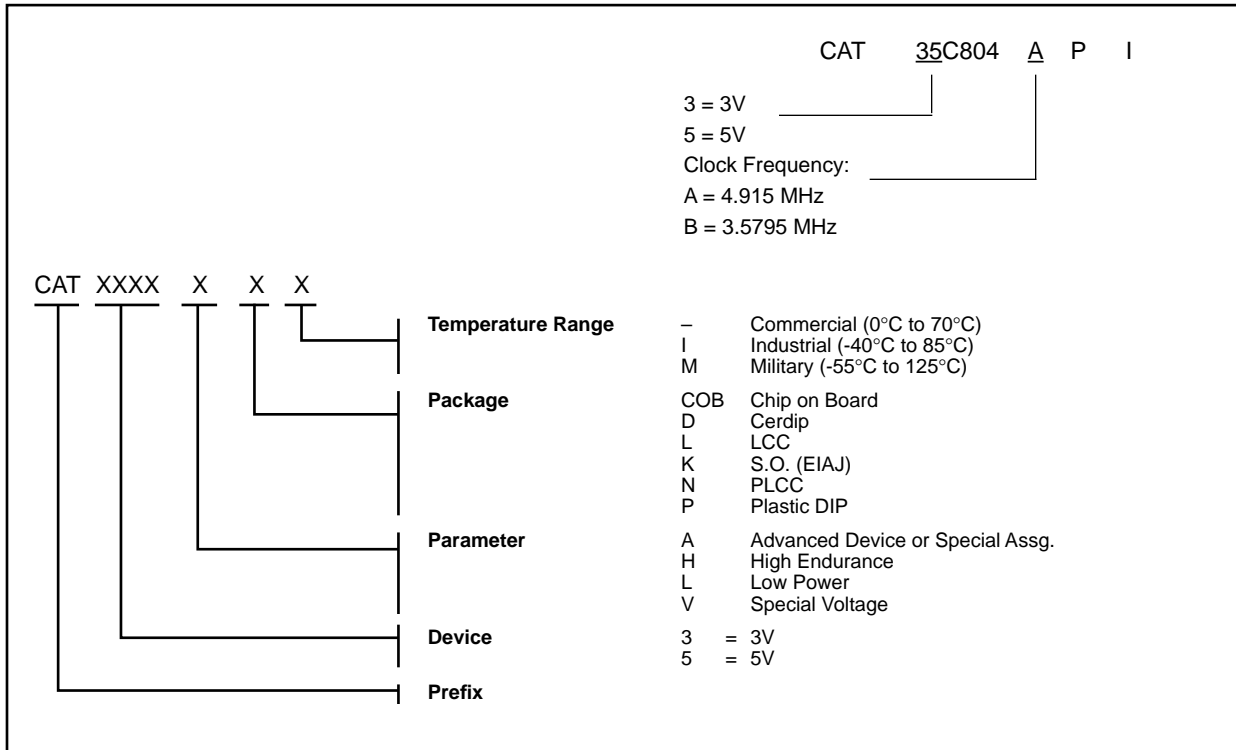 CAT 35C804 A P I
3 = 3V
5 = 5V
Clock Frequency:
A = 4.915 MHz
B = 3.5795 MHz
CAT XXXX X X X
Temperature Range – Commercial (0°C to 70°C)
I Industrial (-40°C to 85°C)
M Military (-55°C to 125°C)
Package COB Chip on Board
D Cerdip
L LCC
K S.O. (EIAJ)
N PLCC
P Plastic DIP
Parameter A Advanced Device or Special Assg.
H High Endurance
L Low Power
V Special Voltage
Device 3 = 3V
5 = 5V
Prefix